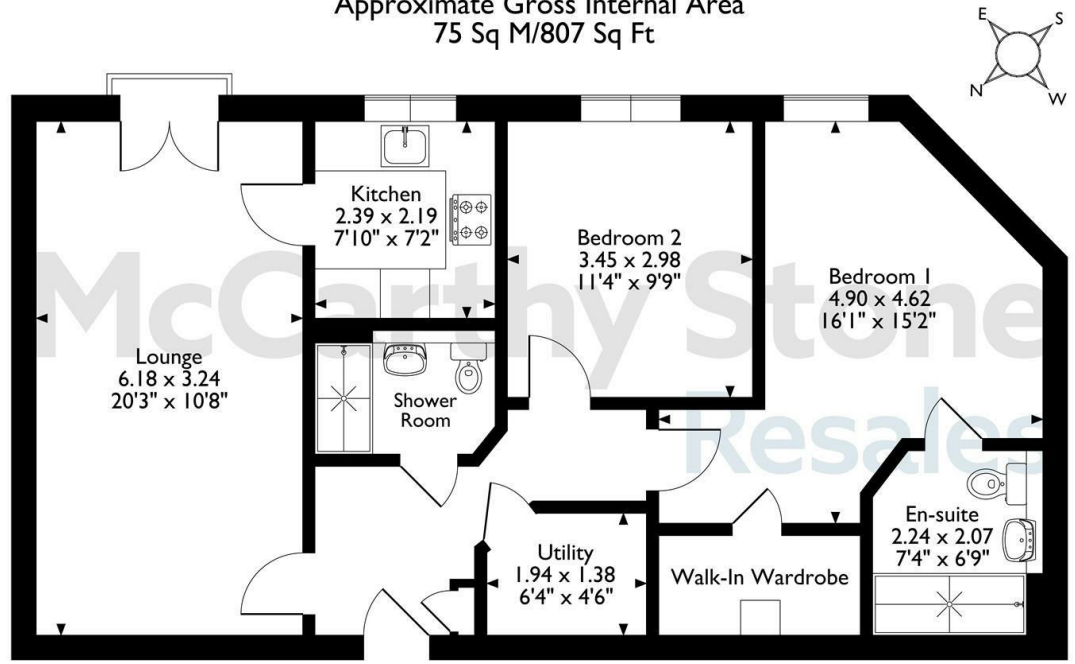 Approximate Gross Internal Area
75 Sq M/807 Sq Ft
E
S
N
W
Kitchen
2.39 x 2.19
7'10" x 7'2"
Bedroom 2
3.45 x 2.98
11'4" x 9'9"
Bedroom 1
4.90 x 4.62
16'1" x 15'2"
McCarthy Stone
Resales
Lounge
6.18 x 3.24
20'3" x 10'8"
Shower
Room
En-suite
2.24 x 2.07
7'4" x 6'9"
Utility
1.94 x 1.38
6'4" x 4'6"
Walk-In Wardrobe